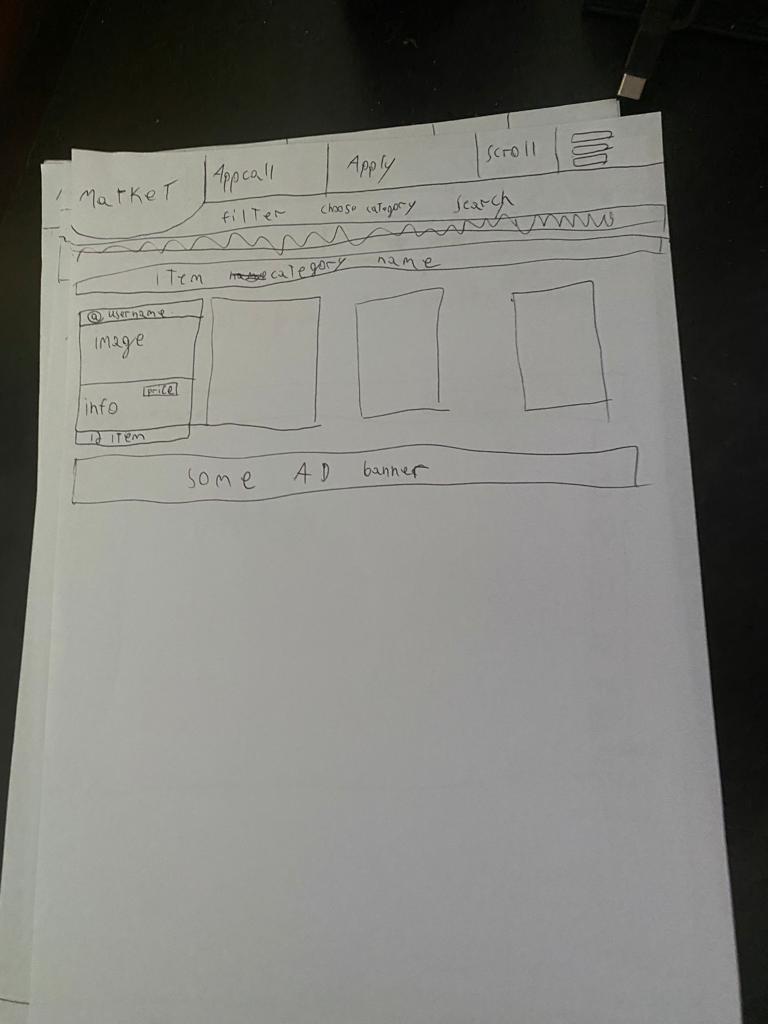 Market Appcall Apply scroll
filter choose category search
item category name
@ username
image
price
info
id item
some AD banner